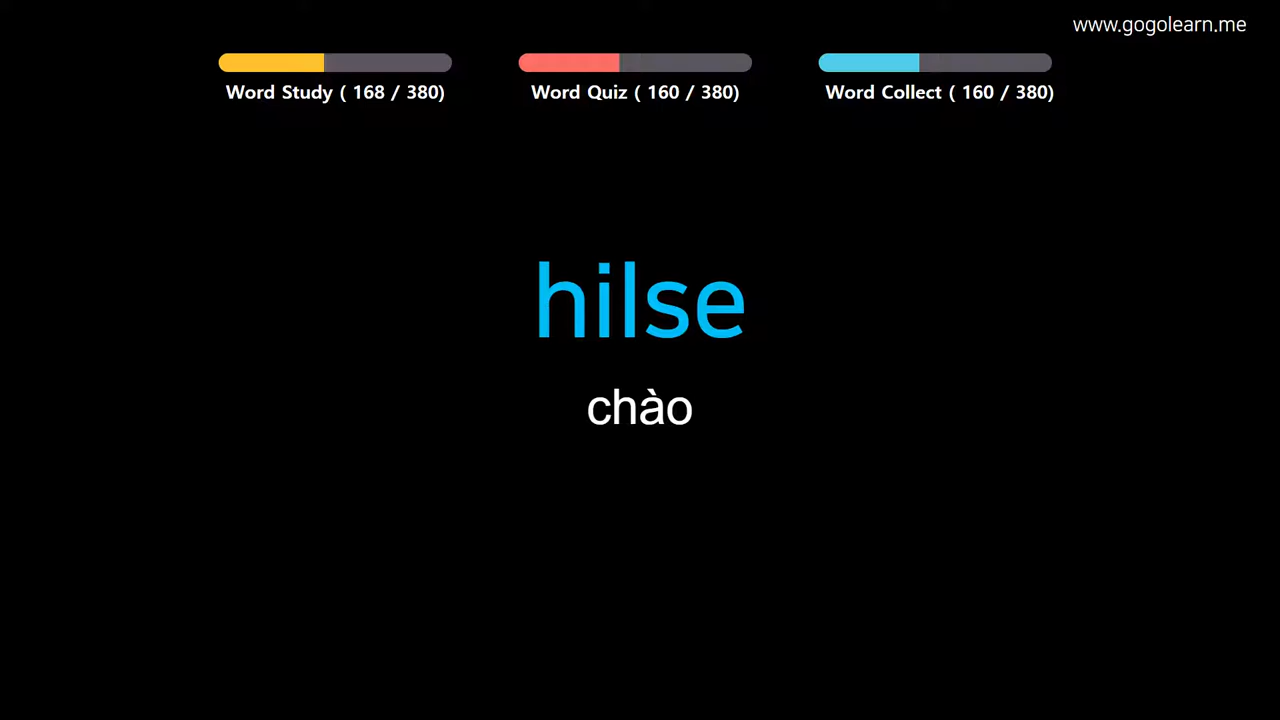 www.gogolearn.me
Word Study ( 168 / 380)
Word Quiz ( 160 / 380)
Word Collect ( 160 / 380)
hilse
chào